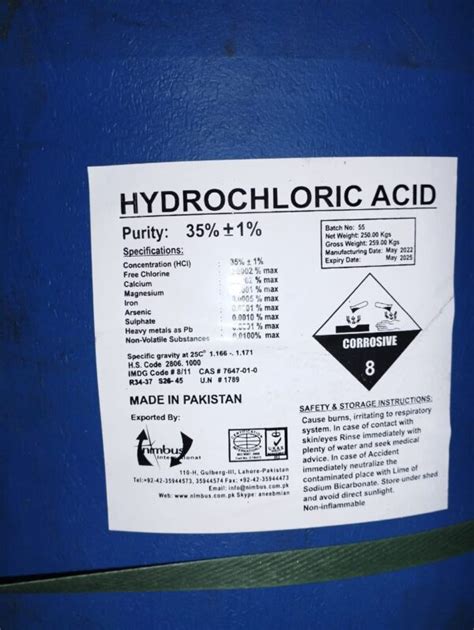 HYDROCHLORIC ACID
Purity: 35% ± 1%
Batch No: 55
Net Weight: 250.00 Kgs
Gross Weight: 259.00 Kgs
Manufacturing Date: May 2022
Expiry Date: May 2025
Specifications:
Concentration (HCl) 35% ± 1%
Free Chlorine % max
Calcium % max
Magnesium % max
Iron % max
Arsenic % max
Sulphate 0.0010 % max
Heavy metals as Pb % max
Non-Volatile Substances 0.0100% max
CORROSIVE
8
Specific gravity at 25C° 1.166 -. 1.171
H.S. Code 2806. 1000
IMDG Code # 8/11 CAS # 7647-01-0
R34-37 S26- 45 U.N # 1789
MADE IN PAKISTAN
Exported By:
nimbus
international
110-H, Gulberg-III, Lahore-Pakistan
Tel:+92-42-35944573, 35944574 Fax: +92-42-35944473
Email: info@nimbus.com.pk
Web: www.nimbus.com.pk Skype: aneebmian
SAFETY & STORAGE INSTRUCTIONS:
Cause burns, irritating to respiratory
system. In case of contact with
skin/eyes Rinse immediately with
plenty of water and seek medical
advice. In case of Accident
immediately neutralize the
contaminated place with Lime of
Sodium Bicarbonate. Store under shed
and avoid direct sunlight.
Non-inflammable